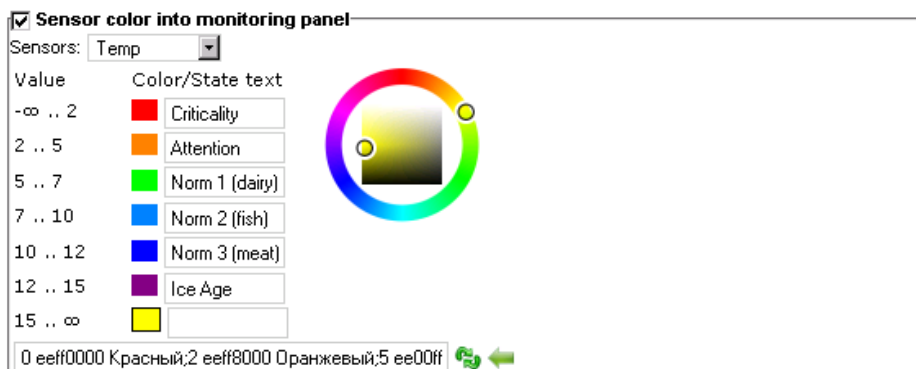 Sensor color into monitoring panel
Sensors: Temp
Value Color/State text
-∞ .. 2 Criticality
2 .. 5 Attention
5 .. 7 Norm 1 (dairy)
7 .. 10 Norm 2 (fish)
10 .. 12 Norm 3 (meat)
12 .. 15 Ice Age
15 .. ∞
0 eeff0000 Красный;2 eeff8000 Оранжевый;5 ee00ff